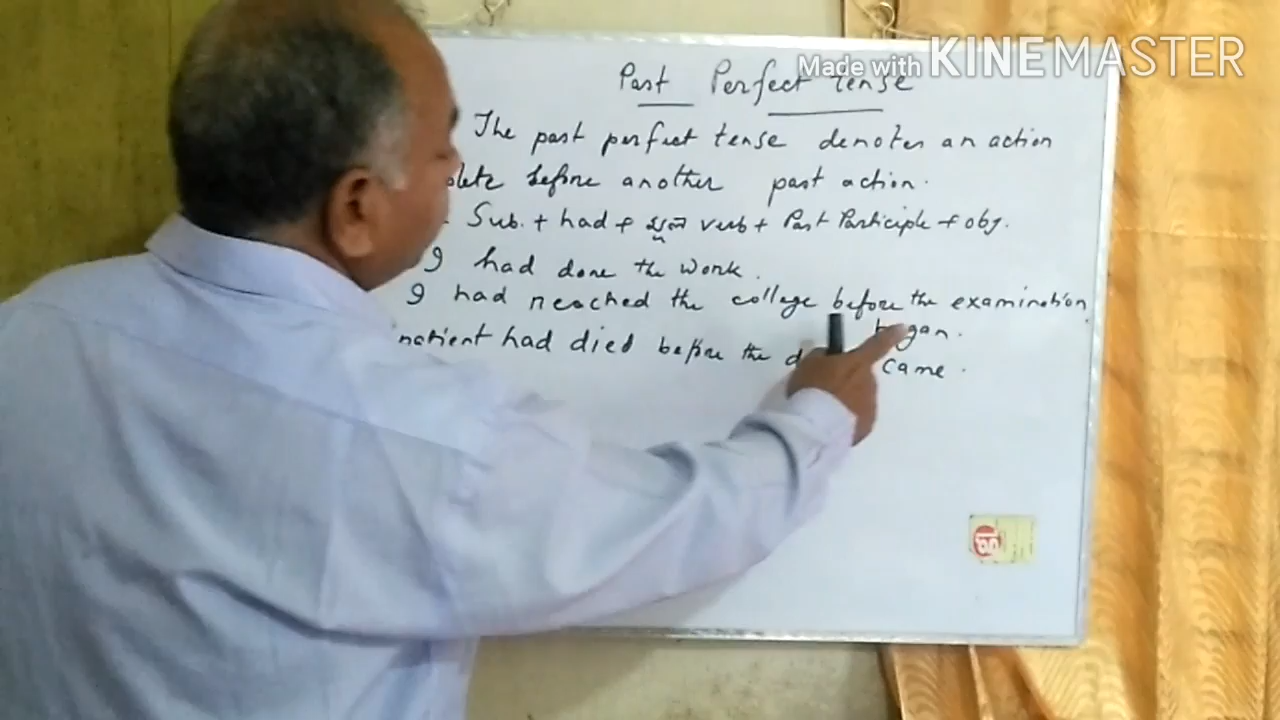 Made with KINEMASTER
Past Perfect Tense
The past perfect tense denotes an action
before another past action.
Sub. + had + মূল verb + Past Participle + obj.
I had done the work.
I had reached the college before the examination
began.
patient had died before the
came.